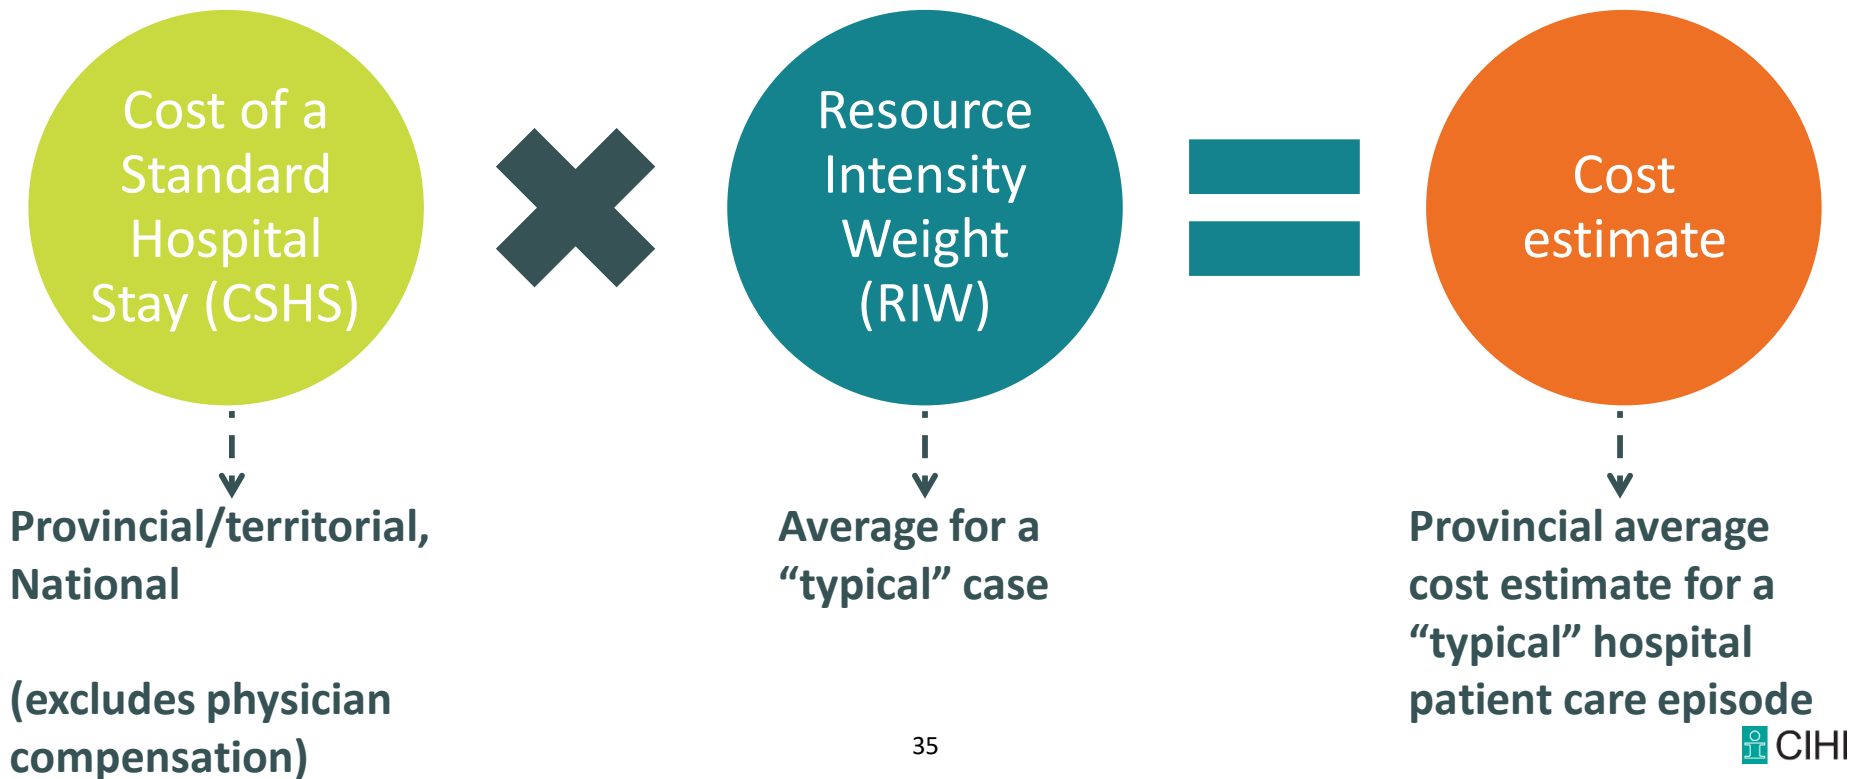 Cost of a
Standard
Hospital
Stay (CSHS)
Resource
Intensity
Weight
(RIW)
Cost
estimate
Provincial/territorial,
National
(excludes physician
compensation)
Average for a
“typical” case
Provincial average
cost estimate for a
“typical” hospital
patient care episode
35
CIHI